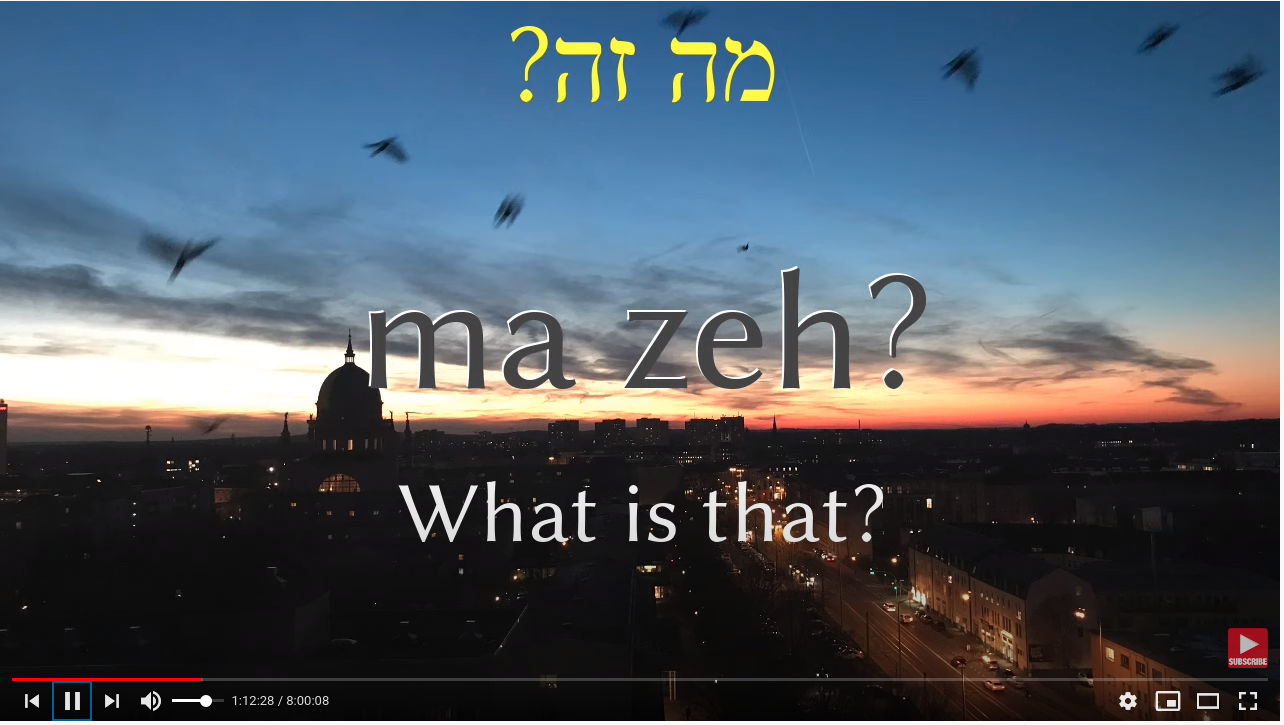 מה זה?
ma zeh?
What is that?
SUBSCRIBE
1:12:28 / 8:00:08